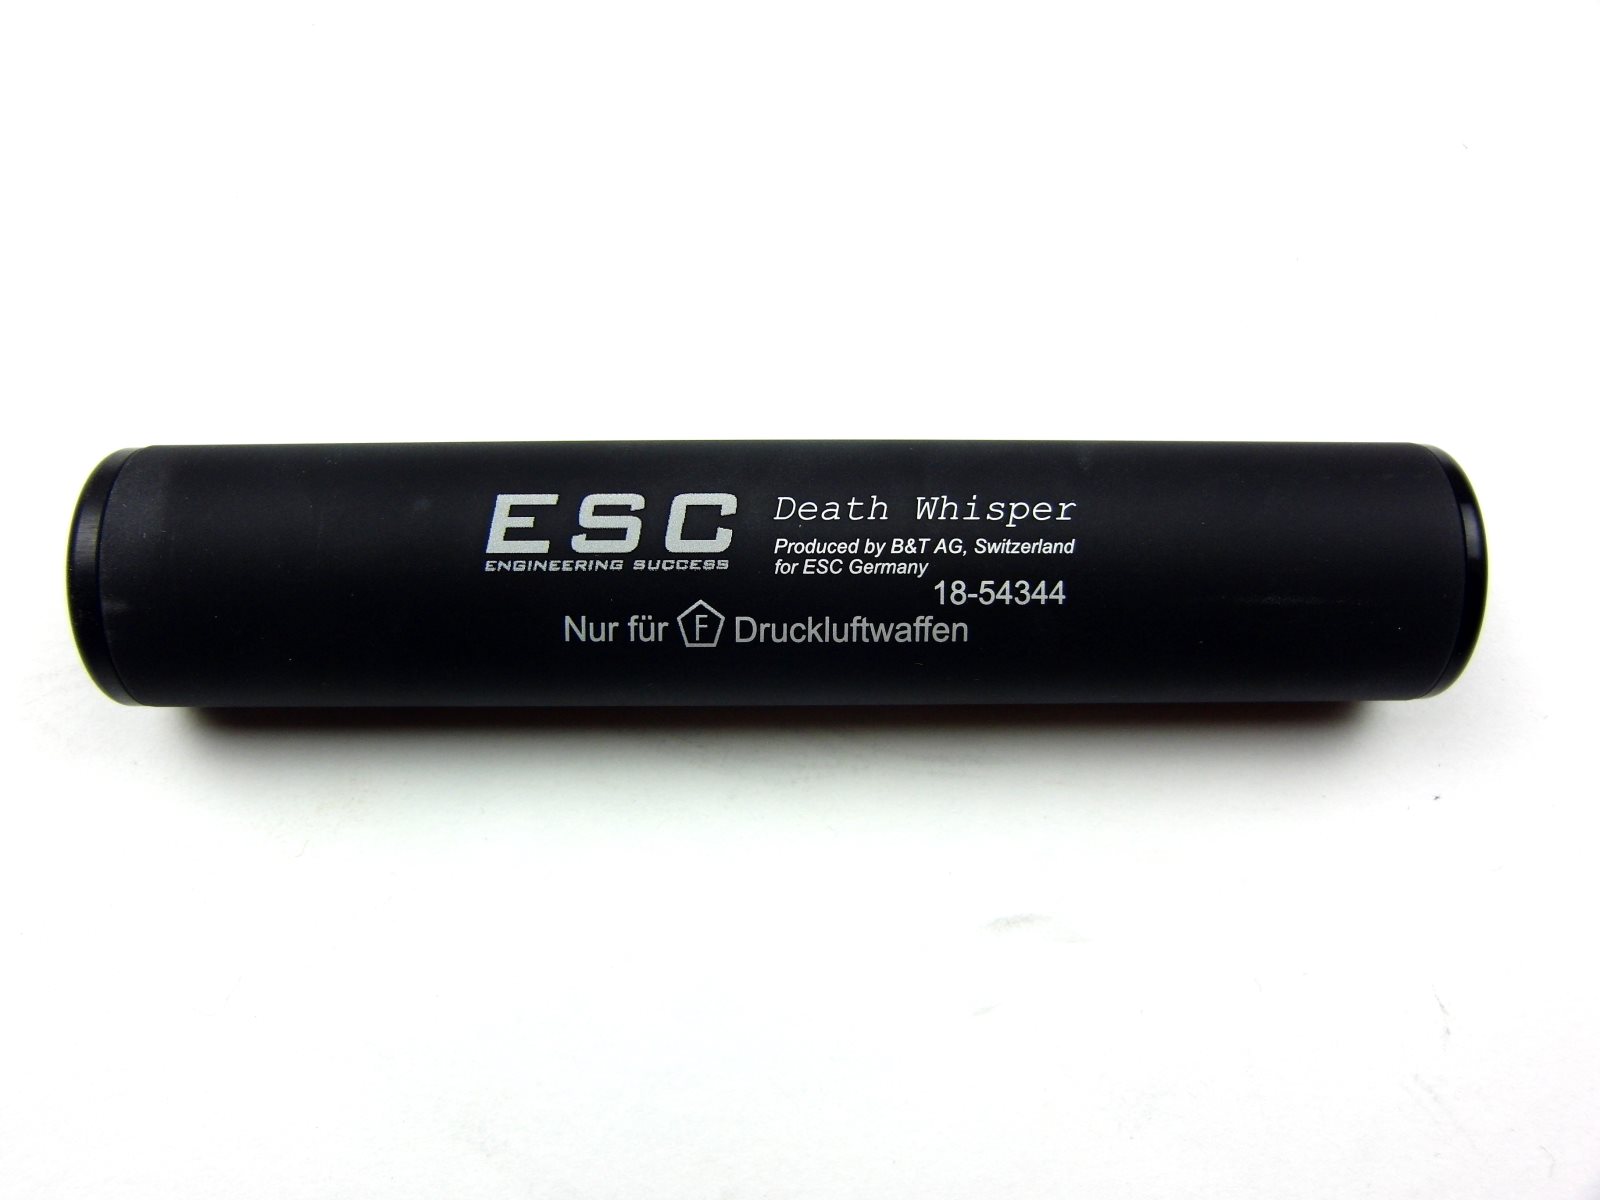 ESC
ENGINEERING SUCCESS
Death Whisper
Produced by B&T AG, Switzerland
for ESC Germany
18-54344
Nur für F Druckluftwaffen